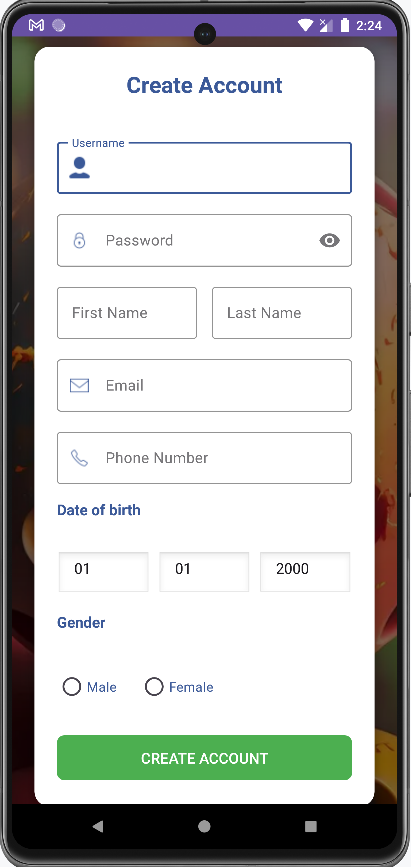 2:24
Create Account
Username
Password
First Name Last Name
Email
Phone Number
Date of birth
01 01 2000
Gender
Male Female
CREATE ACCOUNT